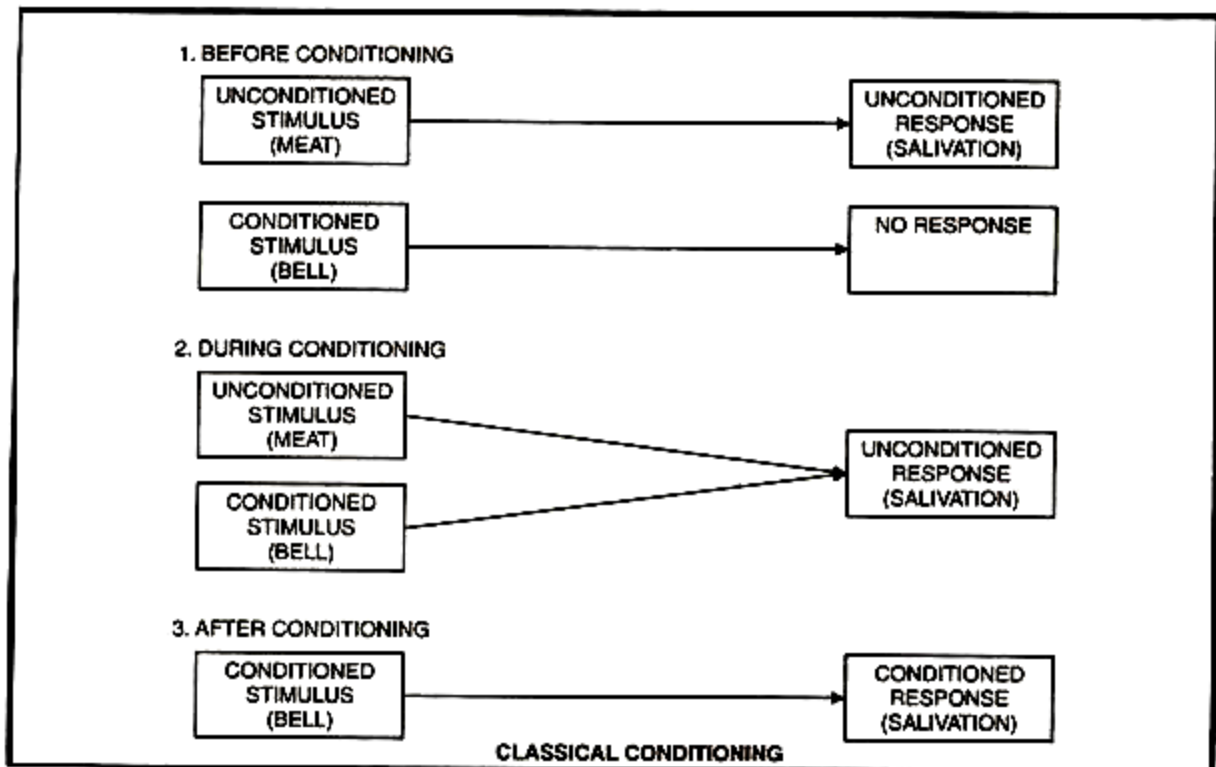 1. BEFORE CONDITIONING
UNCONDITIONED
STIMULUS
(MEAT)
UNCONDITIONED
RESPONSE
(SALIVATION)
CONDITIONED
STIMULUS
(BELL)
NO RESPONSE
2. DURING CONDITIONING
UNCONDITIONED
STIMULUS
(MEAT)
CONDITIONED
STIMULUS
(BELL)
UNCONDITIONED
RESPONSE
(SALIVATION)
3. AFTER CONDITIONING
CONDITIONED
STIMULUS
(BELL)
CONDITIONED
RESPONSE
(SALIVATION)
CLASSICAL CONDITIONING